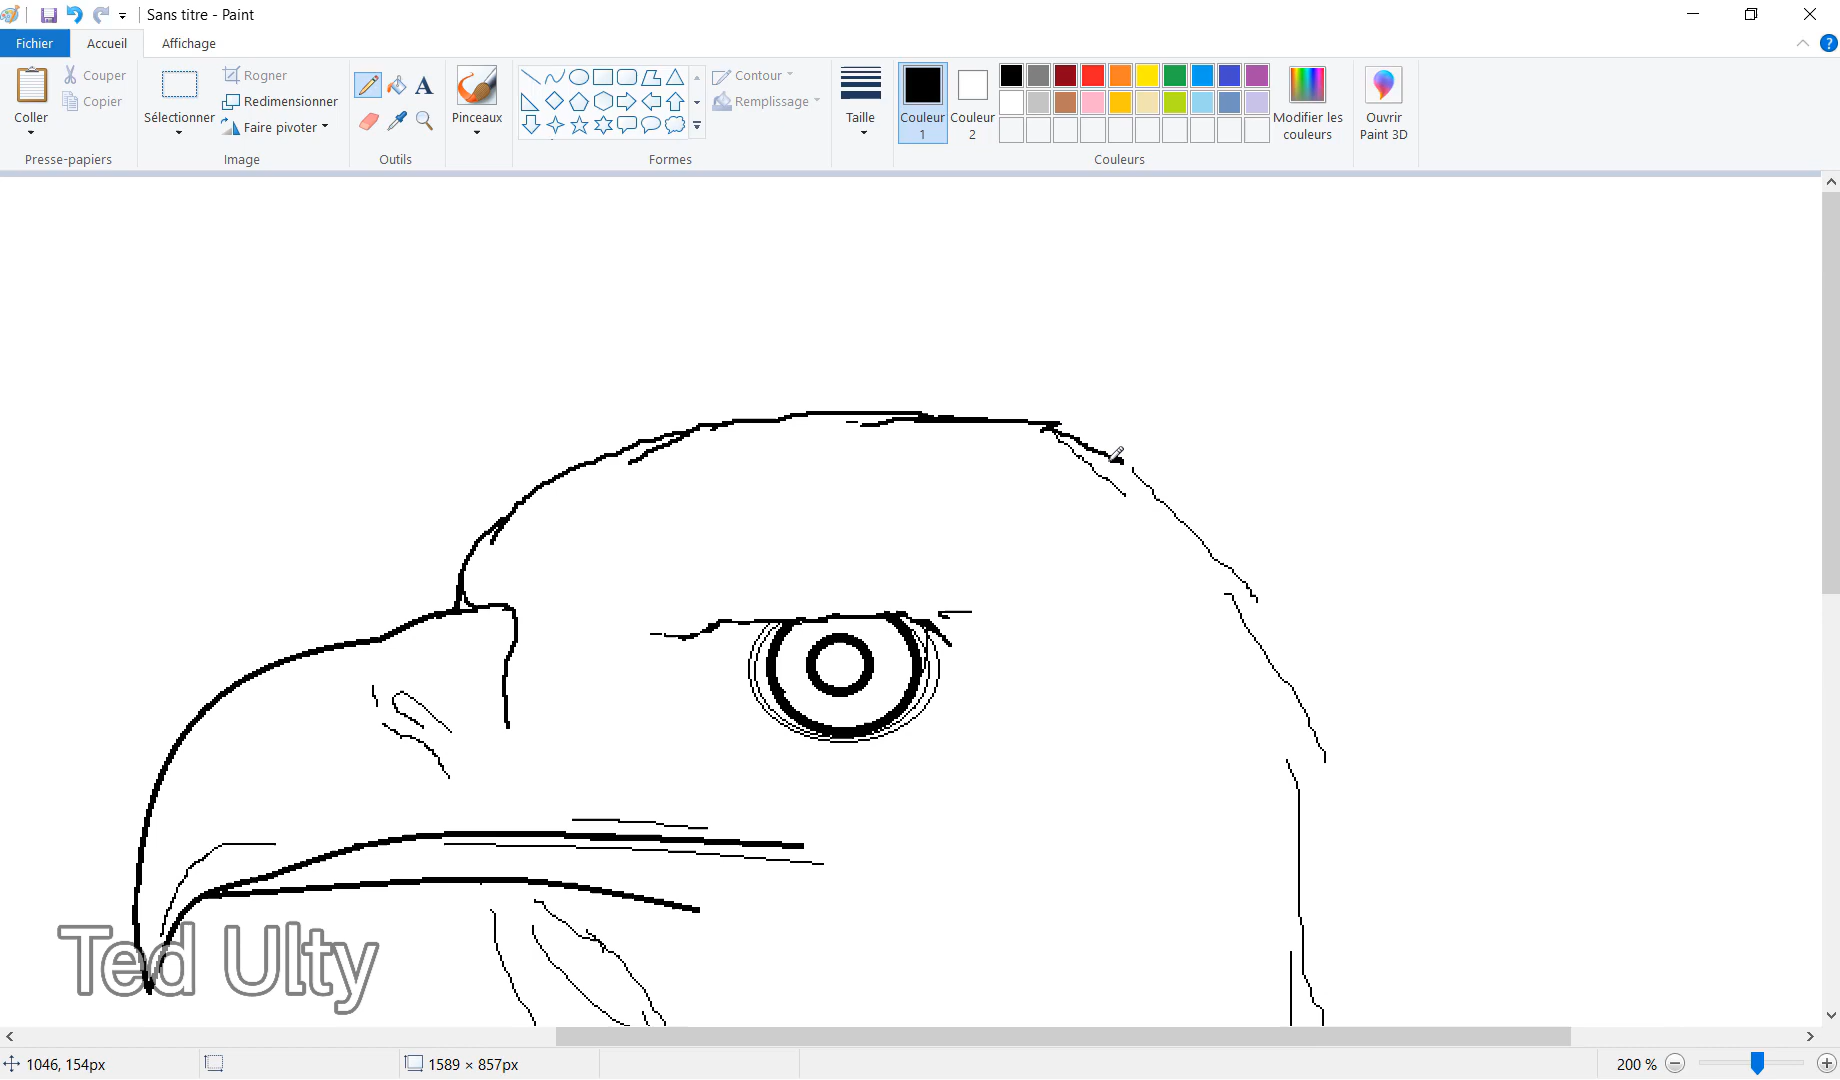 Sans titre - Paint
Fichier Accueil Affichage
?
Coller
Couper
Copier
Presse-papiers
Sélectionner
Rogner
Redimensionner
Faire pivoter
Image
A
Outils
Pinceaux
Contour
Remplissage
Formes
Taille
Couleur 1
Couleur 2
Modifier les couleurs
Couleurs
Ouvrir Paint 3D
Ted Ulty
1046, 154px
1589 × 857px
200 %